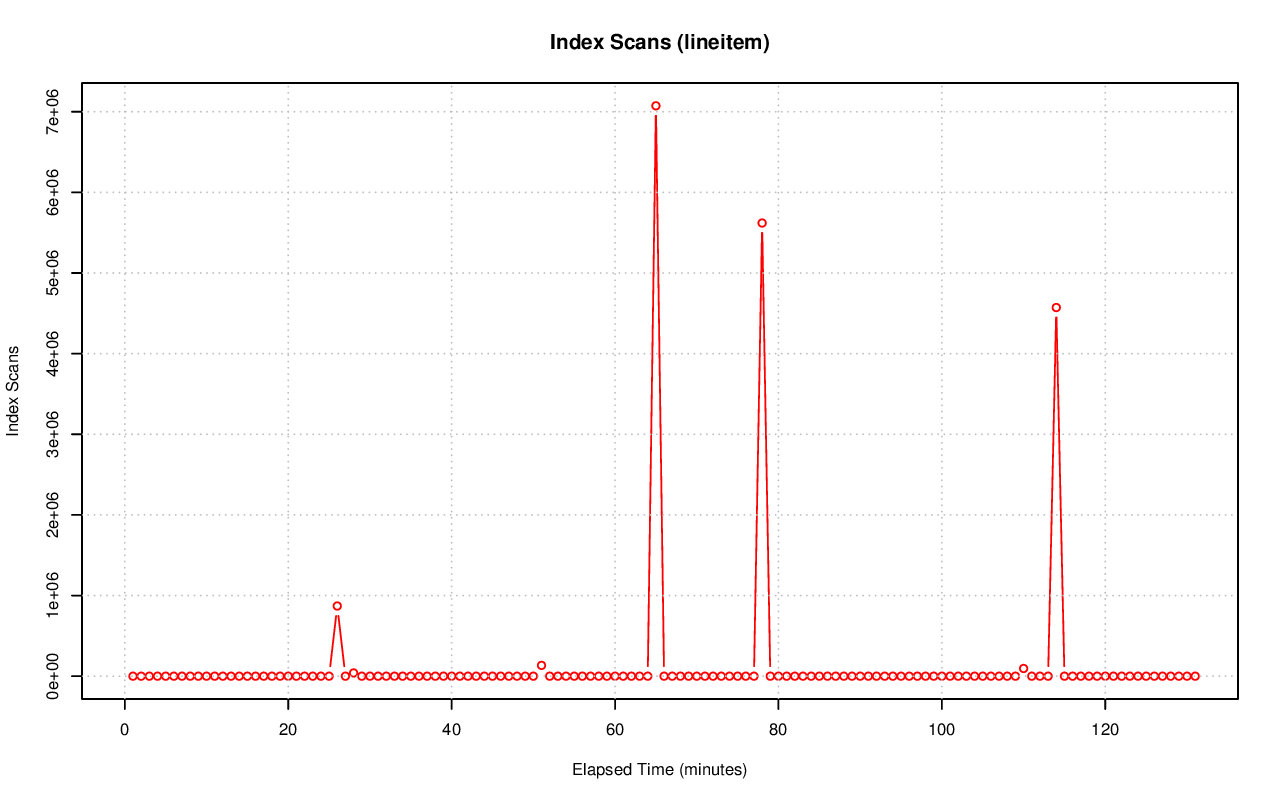 Index Scans (lineitem)
7e+06
6e+06
5e+06
4e+06
3e+06
2e+06
1e+06
0e+00
Index Scans
0 20 40 60 80 100 120
Elapsed Time (minutes)